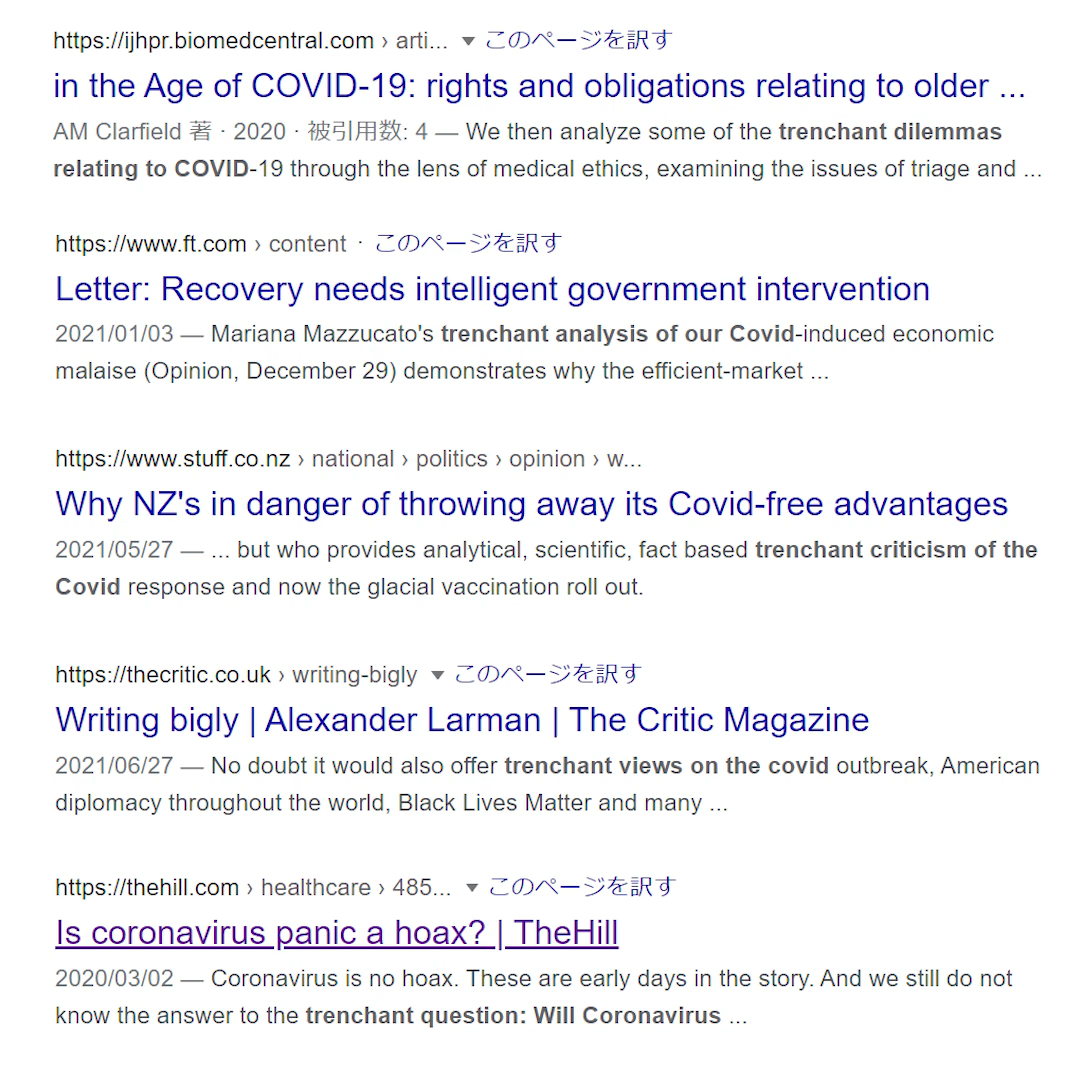 https://ijhpr.biomedcentral.com › arti... ▼ このページを訳す
in the Age of COVID-19: rights and obligations relating to older ...
AM Clarfield 著 · 2020 · 被引用数: 4 — We then analyze some of the trenchant dilemmas
relating to COVID-19 through the lens of medical ethics, examining the issues of triage and ...
https://www.ft.com › content · このページを訳す
Letter: Recovery needs intelligent government intervention
2021/01/03 — Mariana Mazzucato's trenchant analysis of our Covid-induced economic
malaise (Opinion, December 29) demonstrates why the efficient-market ...
https://www.stuff.co.nz › national › politics › opinion › w...
Why NZ's in danger of throwing away its Covid-free advantages
2021/05/27 — ... but who provides analytical, scientific, fact based trenchant criticism of the
Covid response and now the glacial vaccination roll out.
https://thecritic.co.uk › writing-bigly ▼ このページを訳す
Writing bigly | Alexander Larman | The Critic Magazine
2021/06/27 — No doubt it would also offer trenchant views on the covid outbreak, American
diplomacy throughout the world, Black Lives Matter and many ...
https://thehill.com › healthcare › 485... ▼ このページを訳す
Is coronavirus panic a hoax? | TheHill
2020/03/02 — Coronavirus is no hoax. These are early days in the story. And we still do not
know the answer to the trenchant question: Will Coronavirus ...